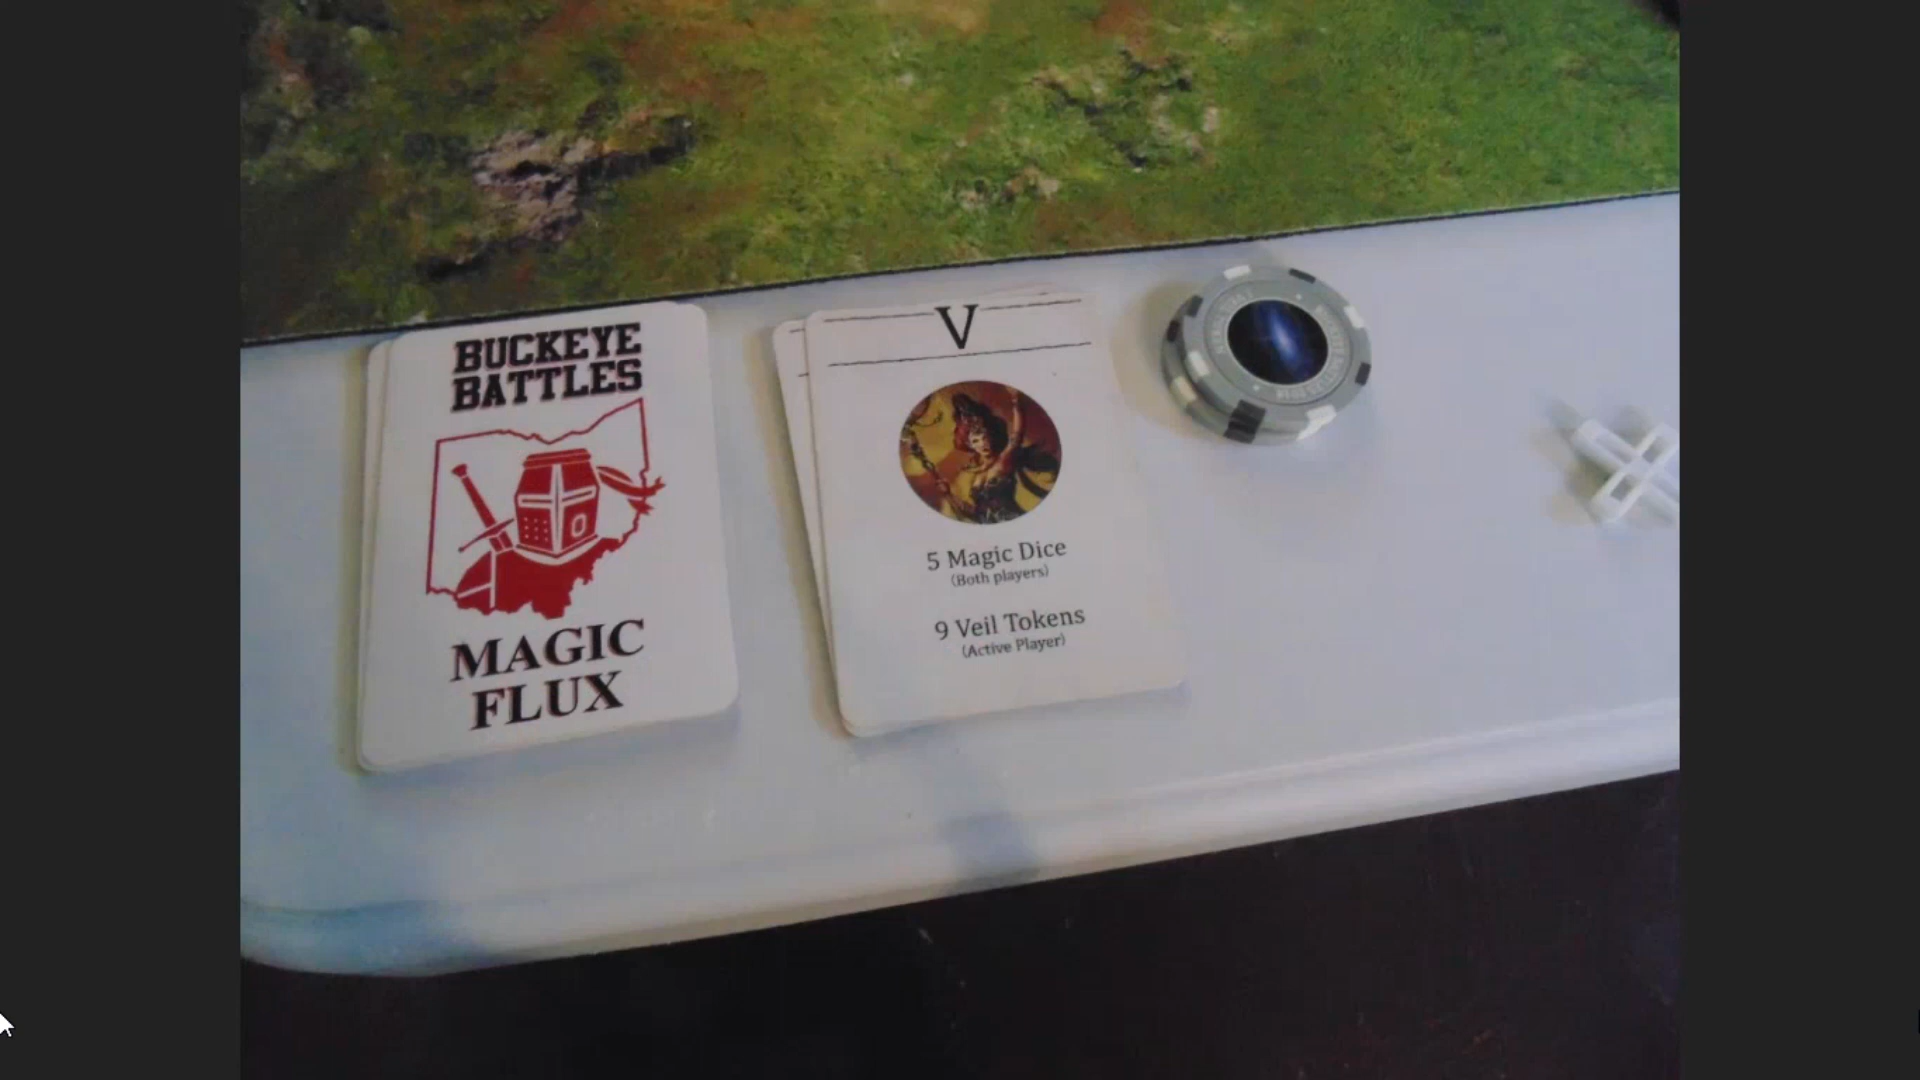 BUCKEYE
BATTLES
O
MAGIC
FLUX
V
5 Magic Dice
(Both players)
9 Veil Tokens
(Active Player)